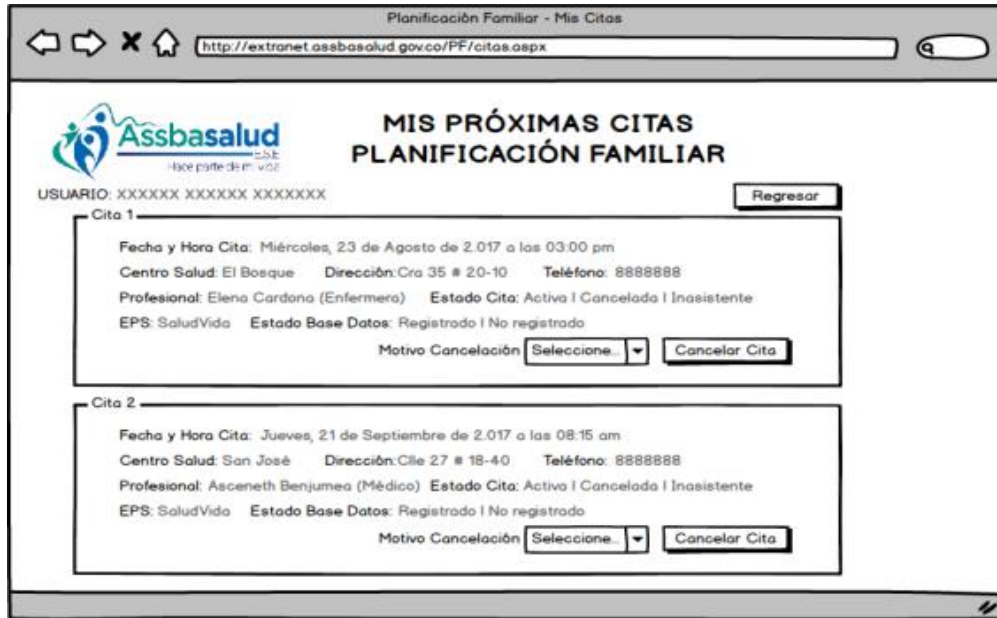 Planificación Familiar - Mis Citas
http://extranet.assbasalud.gov.co/PF/citas.aspx
Assbasalud
E.S.E
Hace parte de mi voz
MIS PRÓXIMAS CITAS
PLANIFICACIÓN FAMILIAR
USUARIO: XXXXXX XXXXXX XXXXXXX
Regresar
Cita 1
Fecha y Hora Cita: Miércoles, 23 de Agosto de 2.017 a las 03:00 pm
Centro Salud: El Bosque Dirección:Cra 35 # 20-10 Teléfono: 8888888
Profesional: Elena Cardona (Enfermera) Estado Cita: Activa | Cancelada | Inasistente
EPS: SaludVida Estado Base Datos: Registrado | No registrado
Motivo Cancelación Seleccione... Cancelar Cita
Cita 2
Fecha y Hora Cita: Jueves, 21 de Septiembre de 2.017 a las 08:15 am
Centro Salud: San José Dirección:Clle 27 # 18-40 Teléfono: 8888888
Profesional: Asceneth Benjumea (Médico) Estado Cita: Activa | Cancelada | Inasistente
EPS: SaludVida Estado Base Datos: Registrado | No registrado
Motivo Cancelación Seleccione... Cancelar Cita